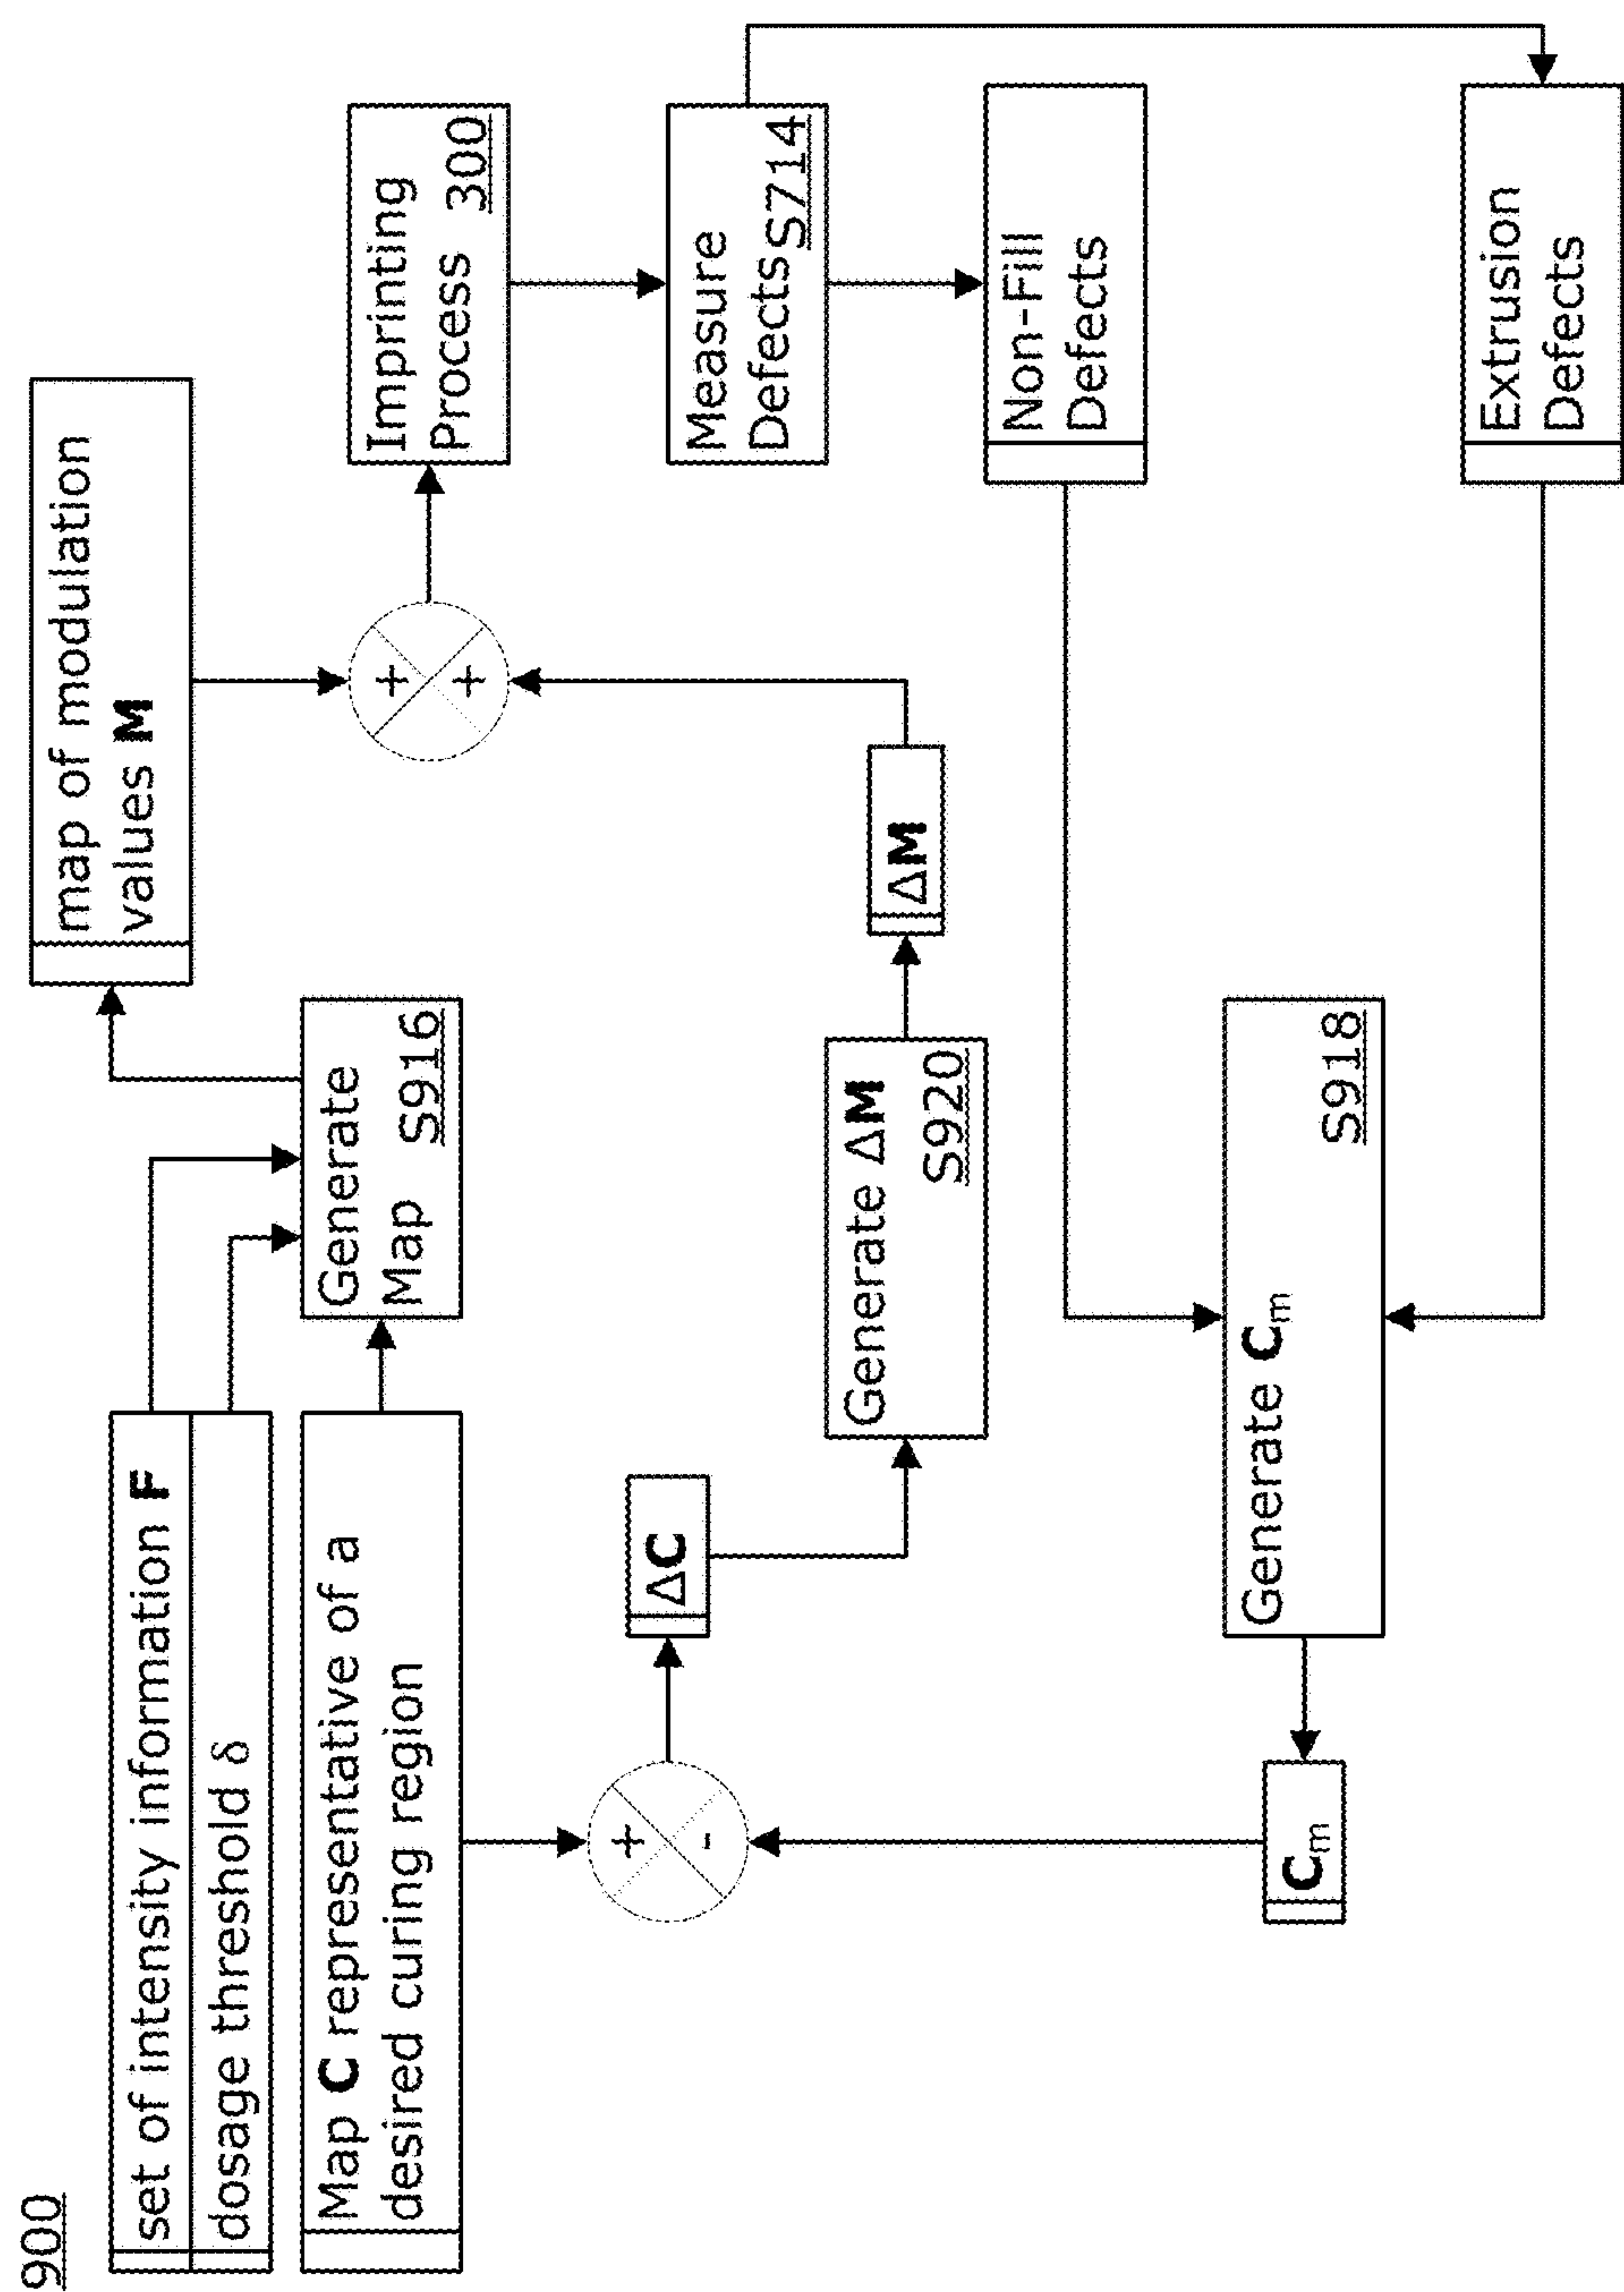 900
set of intensity information F
dosage threshold δ
Map C representative of a
desired curing region
Generate
Map S916
map of modulation
values M
+
+
Imprinting
Process 300
Measure
Defects S714
Non-Fill
Defects
Extrusion
Defects
+
-
ΔC
Generate ΔM
S920
ΔM
Generate Cm
S918
Cm